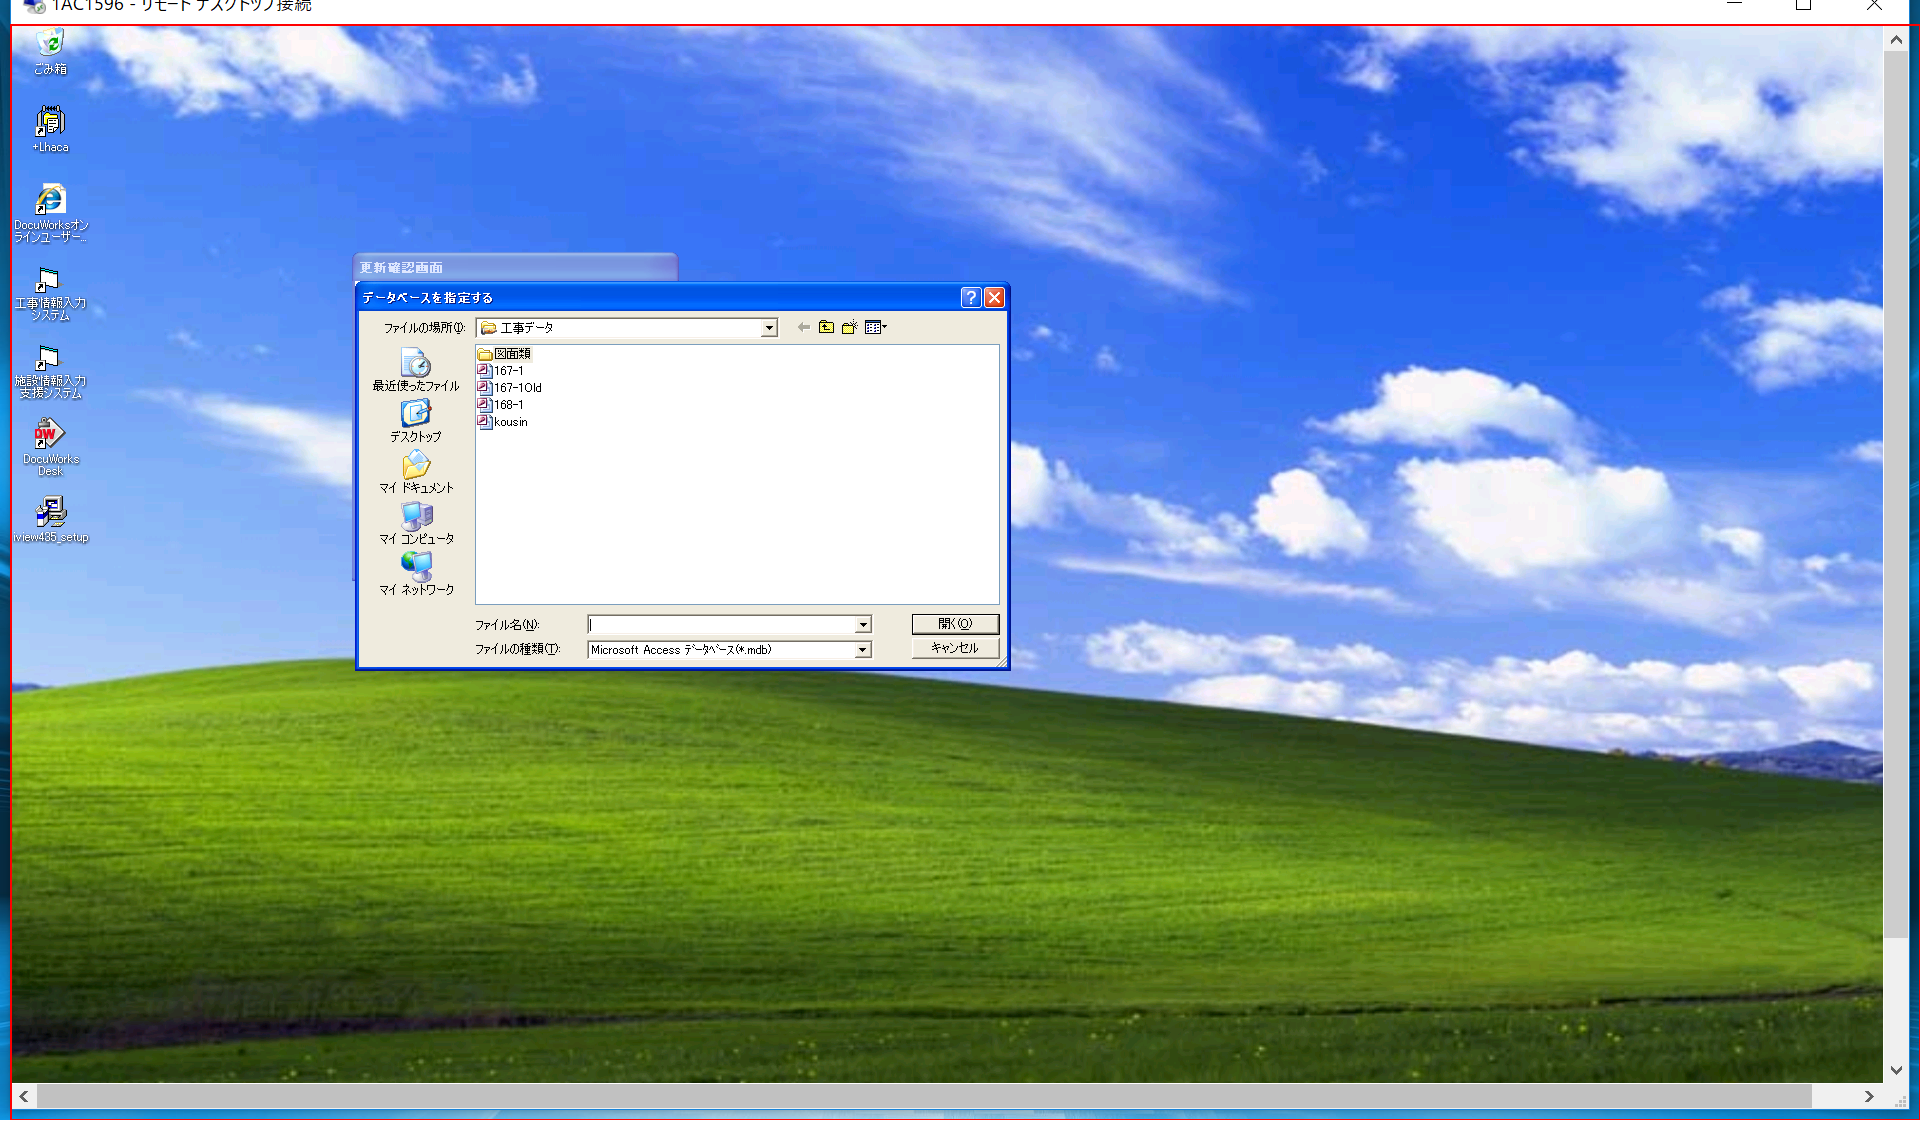 1AC1596 - リモート デスクトップ接続
ごみ箱
+Lhaca
DocuWorksオン
ラインユーザー...
工事情報入力
システム
施設情報入力
支援システム
DocuWorks
Desk
iview435_setup
更新確認画面
データベースを指定する
ファイルの場所(I):
工事データ
最近使ったファイル
デスクトップ
マイ ドキュメント
マイ コンピュータ
マイ ネットワーク
図面類
167-1
167-1Old
168-1
kousin
ファイル名(N):
開く(O)
ファイルの種類(T):
Microsoft Access ﾃﾞｰﾀﾍﾞｰｽ(*.mdb)
キャンセル